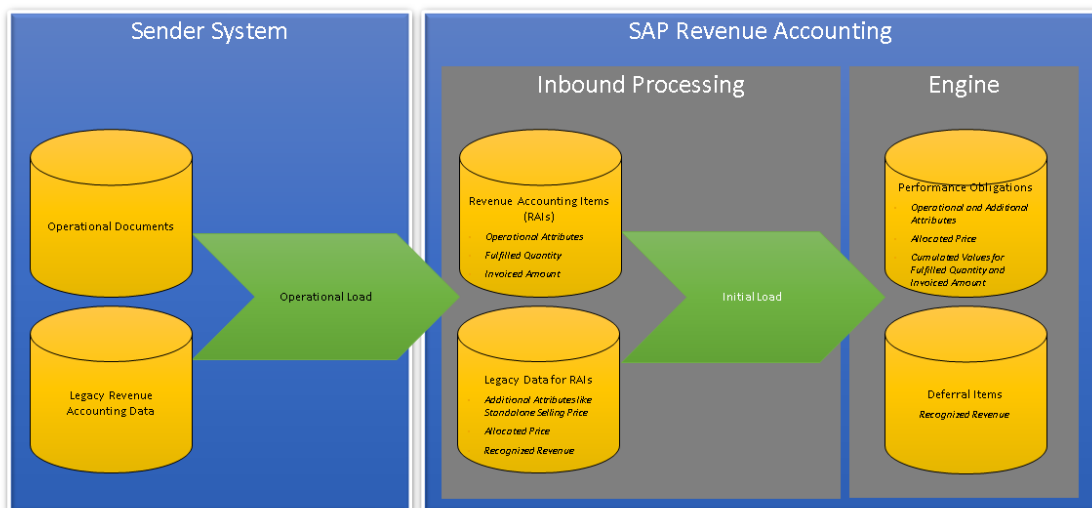 Sender System
Operational Documents
Legacy Revenue
Accounting Data
Operational Load
SAP Revenue Accounting
Inbound Processing
Revenue Accounting Items
(RAIs)
Operational Attributes
Fulfilled Quantity
Invoiced Amount
Legacy Data for RAIs
Additional Attributes like
Standalone Selling Price
Allocated Price
Recognized Revenue
Initial Load
Engine
Performance Obligations
Operational and Additional
Attributes
Allocated Price
Cumulated Values for
Fulfilled Quantity and
Invoiced Amount
Deferral Items
Recognized Revenue